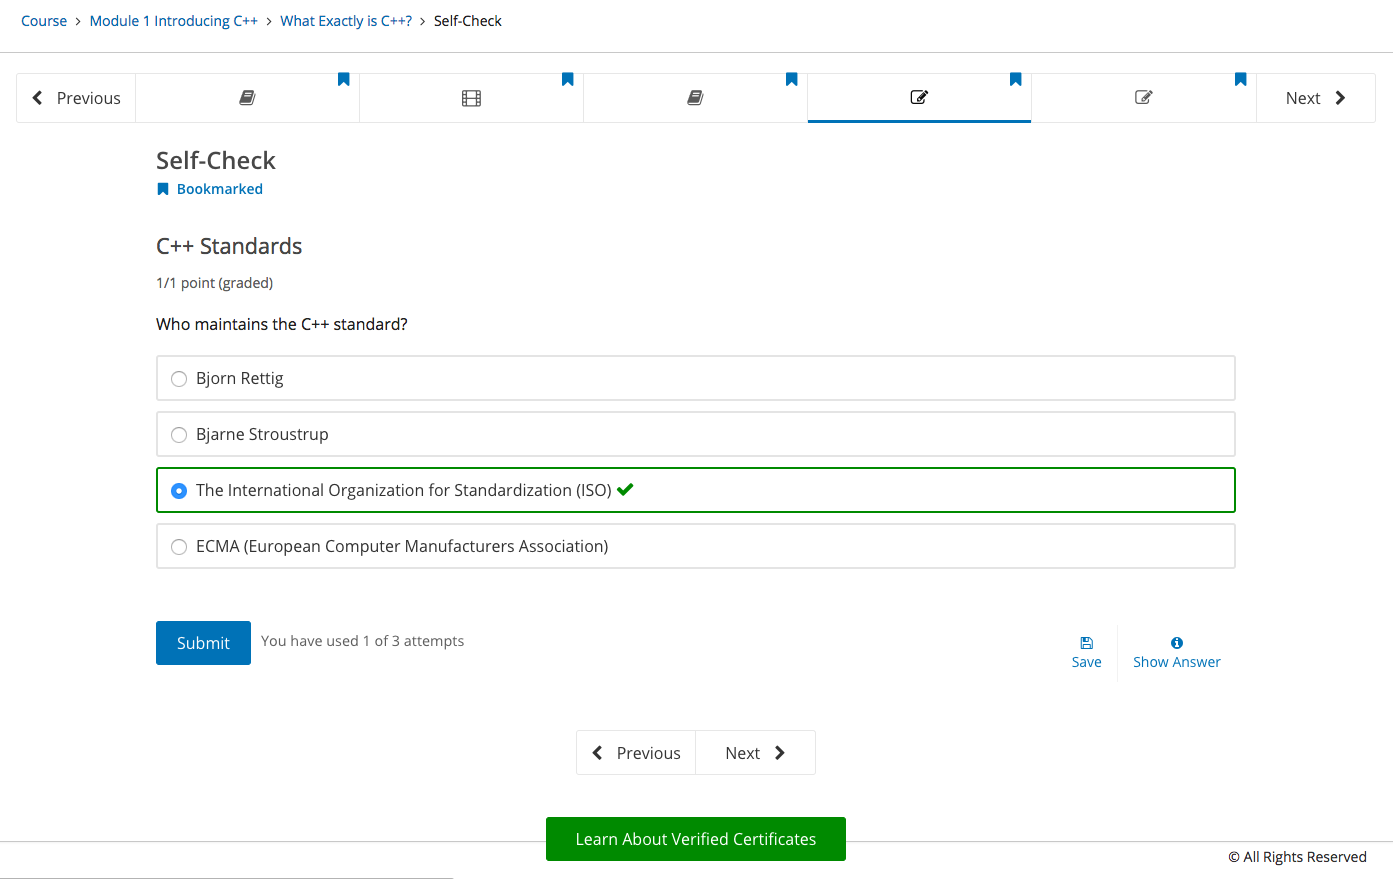 Course > Module 1 Introducing C++ > What Exactly is C++? > Self-Check
Previous
Next
Self-Check
Bookmarked
C++ Standards
1/1 point (graded)
Who maintains the C++ standard?
Bjorn Rettig
Bjarne Stroustrup
The International Organization for Standardization (ISO)
ECMA (European Computer Manufacturers Association)
Submit You have used 1 of 3 attempts
Save
Show Answer
Previous
Next
Learn About Verified Certificates
© All Rights Reserved